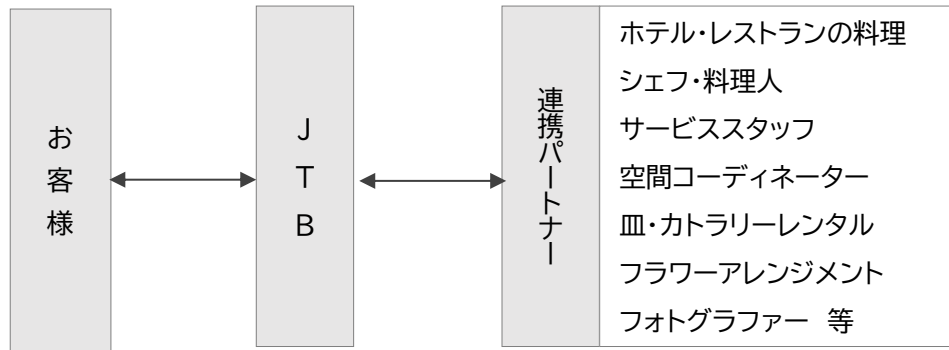 お客様
JTB
連携パートナー
ホテル・レストランの料理
シェフ・料理人
サービススタッフ
空間コーディネーター
皿・カトラリーレンタル
フラワーアレンジメント
フォトグラファー 等